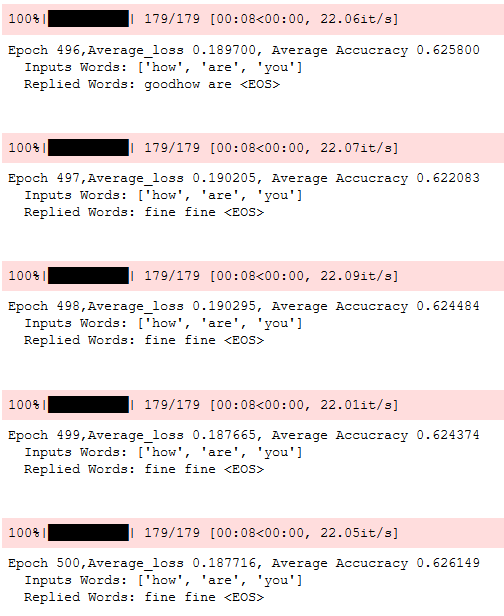 100%|██████████| 179/179 [00:08<00:00, 22.06it/s]
Epoch 496,Average_loss 0.189700, Average Accucracy 0.625800
Inputs Words: ['how', 'are', 'you']
Replied Words: goodhow are <EOS>
100%|██████████| 179/179 [00:08<00:00, 22.07it/s]
Epoch 497,Average_loss 0.190205, Average Accucracy 0.622083
Inputs Words: ['how', 'are', 'you']
Replied Words: fine fine <EOS>
100%|██████████| 179/179 [00:08<00:00, 22.09it/s]
Epoch 498,Average_loss 0.190295, Average Accucracy 0.624484
Inputs Words: ['how', 'are', 'you']
Replied Words: fine fine <EOS>
100%|██████████| 179/179 [00:08<00:00, 22.01it/s]
Epoch 499,Average_loss 0.187665, Average Accucracy 0.624374
Inputs Words: ['how', 'are', 'you']
Replied Words: fine fine <EOS>
100%|██████████| 179/179 [00:08<00:00, 22.05it/s]
Epoch 500,Average_loss 0.187716, Average Accucracy 0.626149
Inputs Words: ['how', 'are', 'you']
Replied Words: fine fine <EOS>